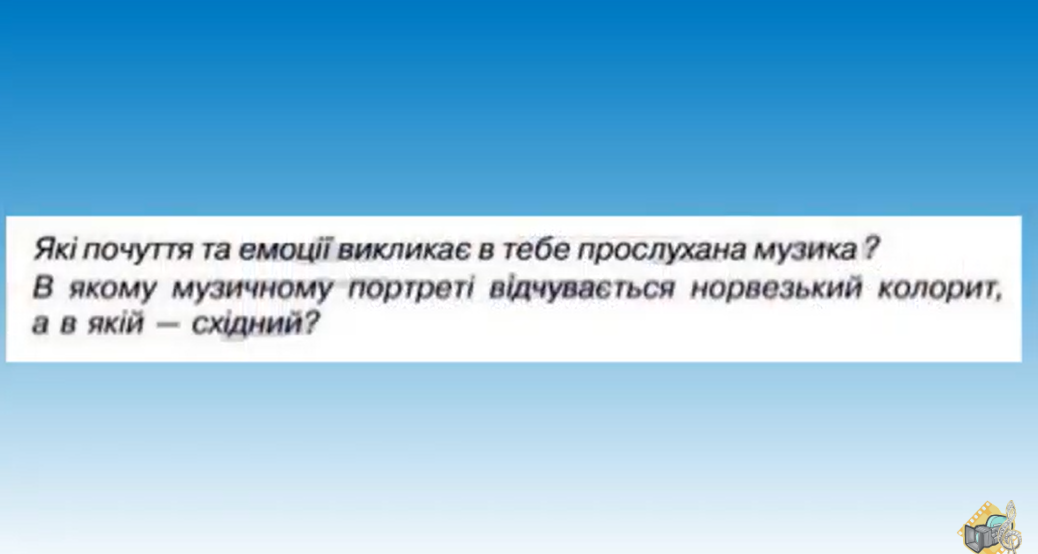 Які почуття та емоції викликає в тебе прослухана музика ?
В якому музичному портреті відчувається норвезький колорит,
а в якій — східний?